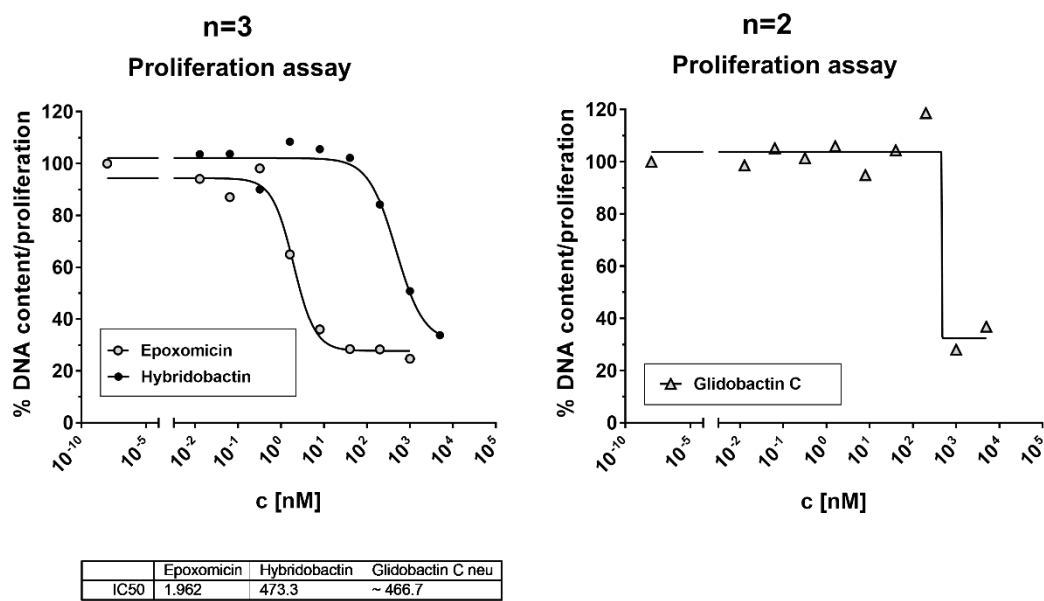 n=3
Proliferation assay
% DNA content/proliferation
120
100
80
60
40
20
0
Epoxomicin
Hybridobactin
10^-10
10^-5
10^-2
10^-1
10^0
10^1
10^2
10^3
10^4
10^5
c [nM]
n=2
Proliferation assay
% DNA content/proliferation
120
100
80
60
40
20
0
Glidobactin C
10^-10
10^-5
10^-2
10^-1
10^0
10^1
10^2
10^3
10^4
10^5
c [nM]
Epoxomicin Hybridobactin Glidobactin C neu
IC50 1.962 473.3 ~ 466.7